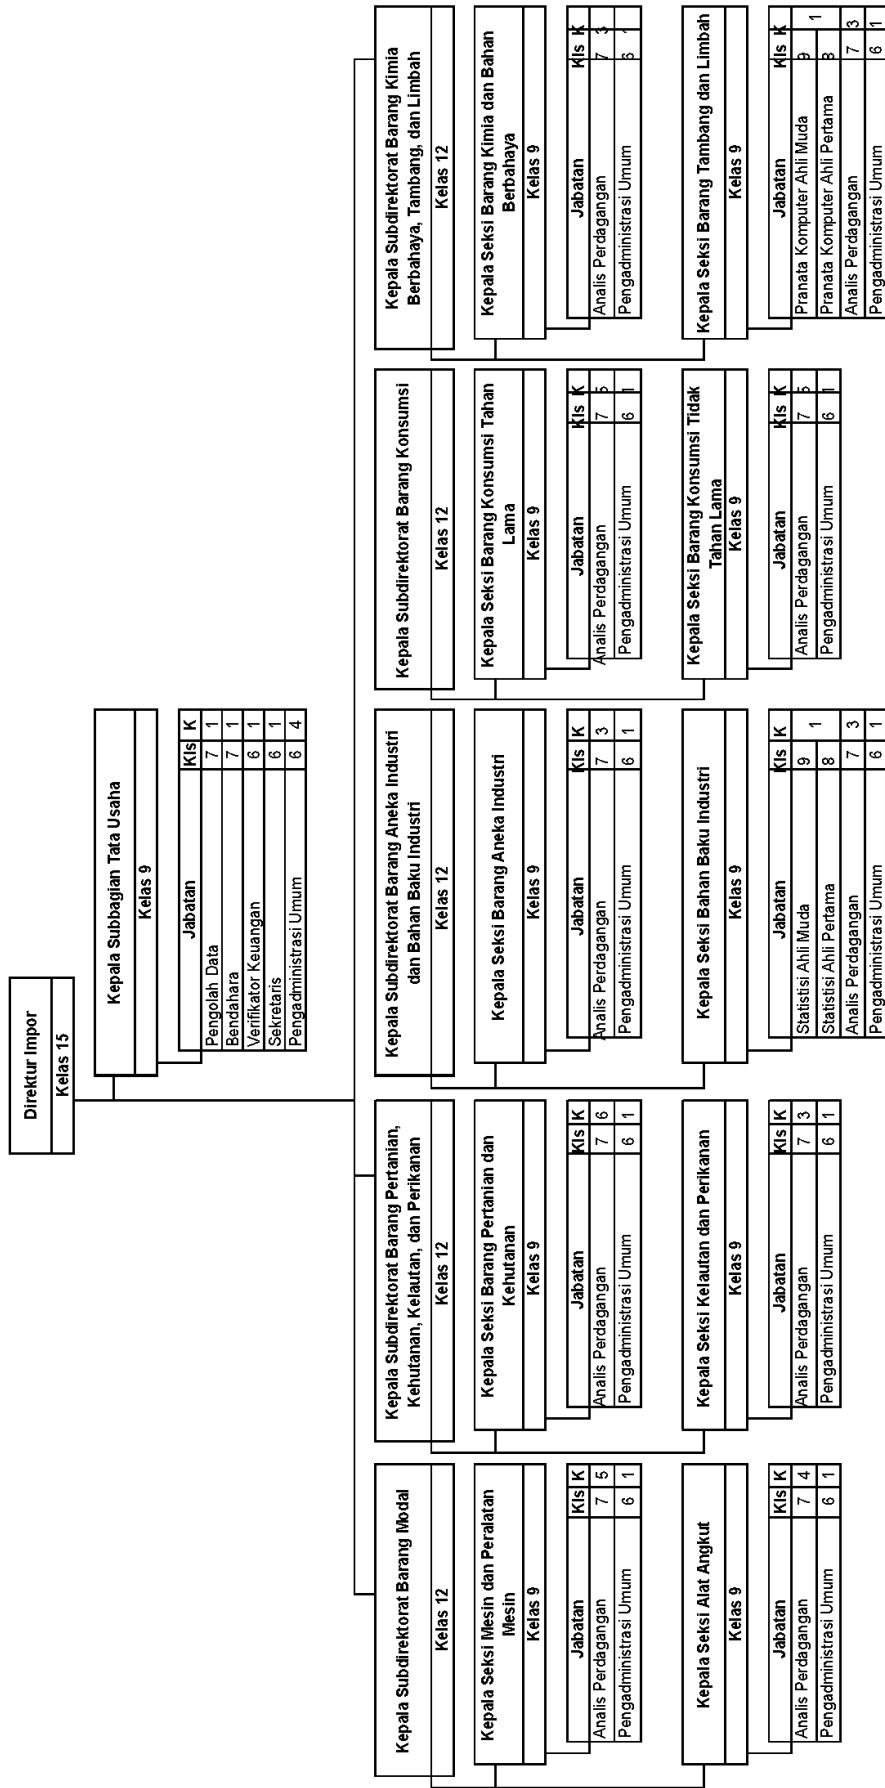 Direktur Impor
Kelas 15
Kepala Subbagian Tata Usaha
Kelas 9
Jabatan Kls K
Pengolah Data 7 1
Bendahara 7 1
Verifikator Keuangan 6 1
Sekretaris 6 1
Pengadministrasi Umum 6 4
Kepala Subdirektorat Barang Modal
Kelas 12
Kepala Seksi Mesin dan Peralatan
Mesin
Kelas 9
Jabatan Kls K
Analis Perdagangan 7 5
Pengadministrasi Umum 6 1
Kepala Seksi Alat Angkut
Kelas 9
Jabatan Kls K
Analis Perdagangan 7 4
Pengadministrasi Umum 6 1
Kepala Subdirektorat Barang Pertanian,
Kehutanan, Kelautan, dan Perikanan
Kelas 12
Kepala Seksi Barang Pertanian dan
Kehutanan
Kelas 9
Jabatan Kls K
Analis Perdagangan 7 6
Pengadministrasi Umum 6 1
Kepala Seksi Kelautan dan Perikanan
Kelas 9
Jabatan Kls K
Analis Perdagangan 7 3
Pengadministrasi Umum 6 1
Kepala Subdirektorat Barang Aneka Industri
dan Bahan Baku Industri
Kelas 12
Kepala Seksi Barang Aneka Industri
Kelas 9
Jabatan Kls K
Analis Perdagangan 7 3
Pengadministrasi Umum 6 1
Kepala Seksi Bahan Baku Industri
Kelas 9
Jabatan Kls K
Statistisi Ahli Muda 9 1
Statistisi Ahli Pertama 8
Analis Perdagangan 7 3
Pengadministrasi Umum 6 1
Kepala Subdirektorat Barang Konsumsi
Kelas 12
Kepala Seksi Barang Konsumsi Tahan
Lama
Kelas 9
Jabatan Kls K
Analis Perdagangan 7 5
Pengadministrasi Umum 6 1
Kepala Seksi Barang Konsumsi Tidak
Tahan Lama
Kelas 9
Jabatan Kls K
Analis Perdagangan 7 5
Pengadministrasi Umum 6 1
Kepala Subdirektorat Barang Kimia
Berbahaya, Tambang, dan Limbah
Kelas 12
Kepala Seksi Barang Kimia dan Bahan
Berbahaya
Kelas 9
Jabatan Kls K
Analis Perdagangan 7 3
Pengadministrasi Umum 6 1
Kepala Seksi Barang Tambang dan Limbah
Kelas 9
Jabatan Kls K
Pranata Komputer Ahli Muda 9 1
Pranata Komputer Ahli Pertama 8
Analis Perdagangan 7 3
Pengadministrasi Umum 6 1